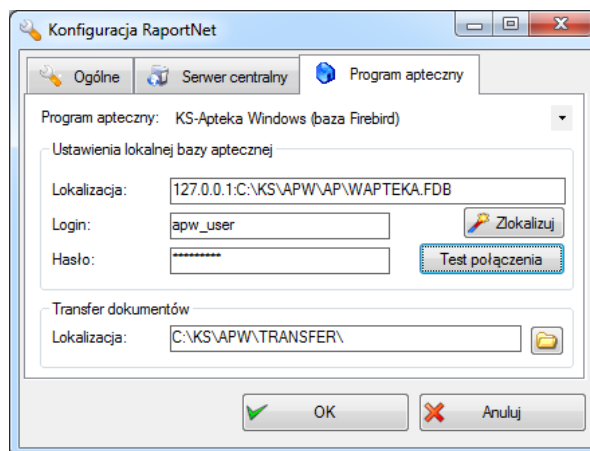 Konfiguracja RaportNet
Ogólne Serwer centralny Program apteczny
Program apteczny: KS-Apteka Windows (baza Firebird)
Ustawienia lokalnej bazy aptecznej
Lokalizacja: 127.0.0.1:C:\KS\APW\AP\WAPTEKA.FDB
Login: apw_user Zlokalizuj
Hasło: ********* Test połączenia
Transfer dokumentów
Lokalizacja: C:\KS\APW\TRANSFER\
OK Anuluj